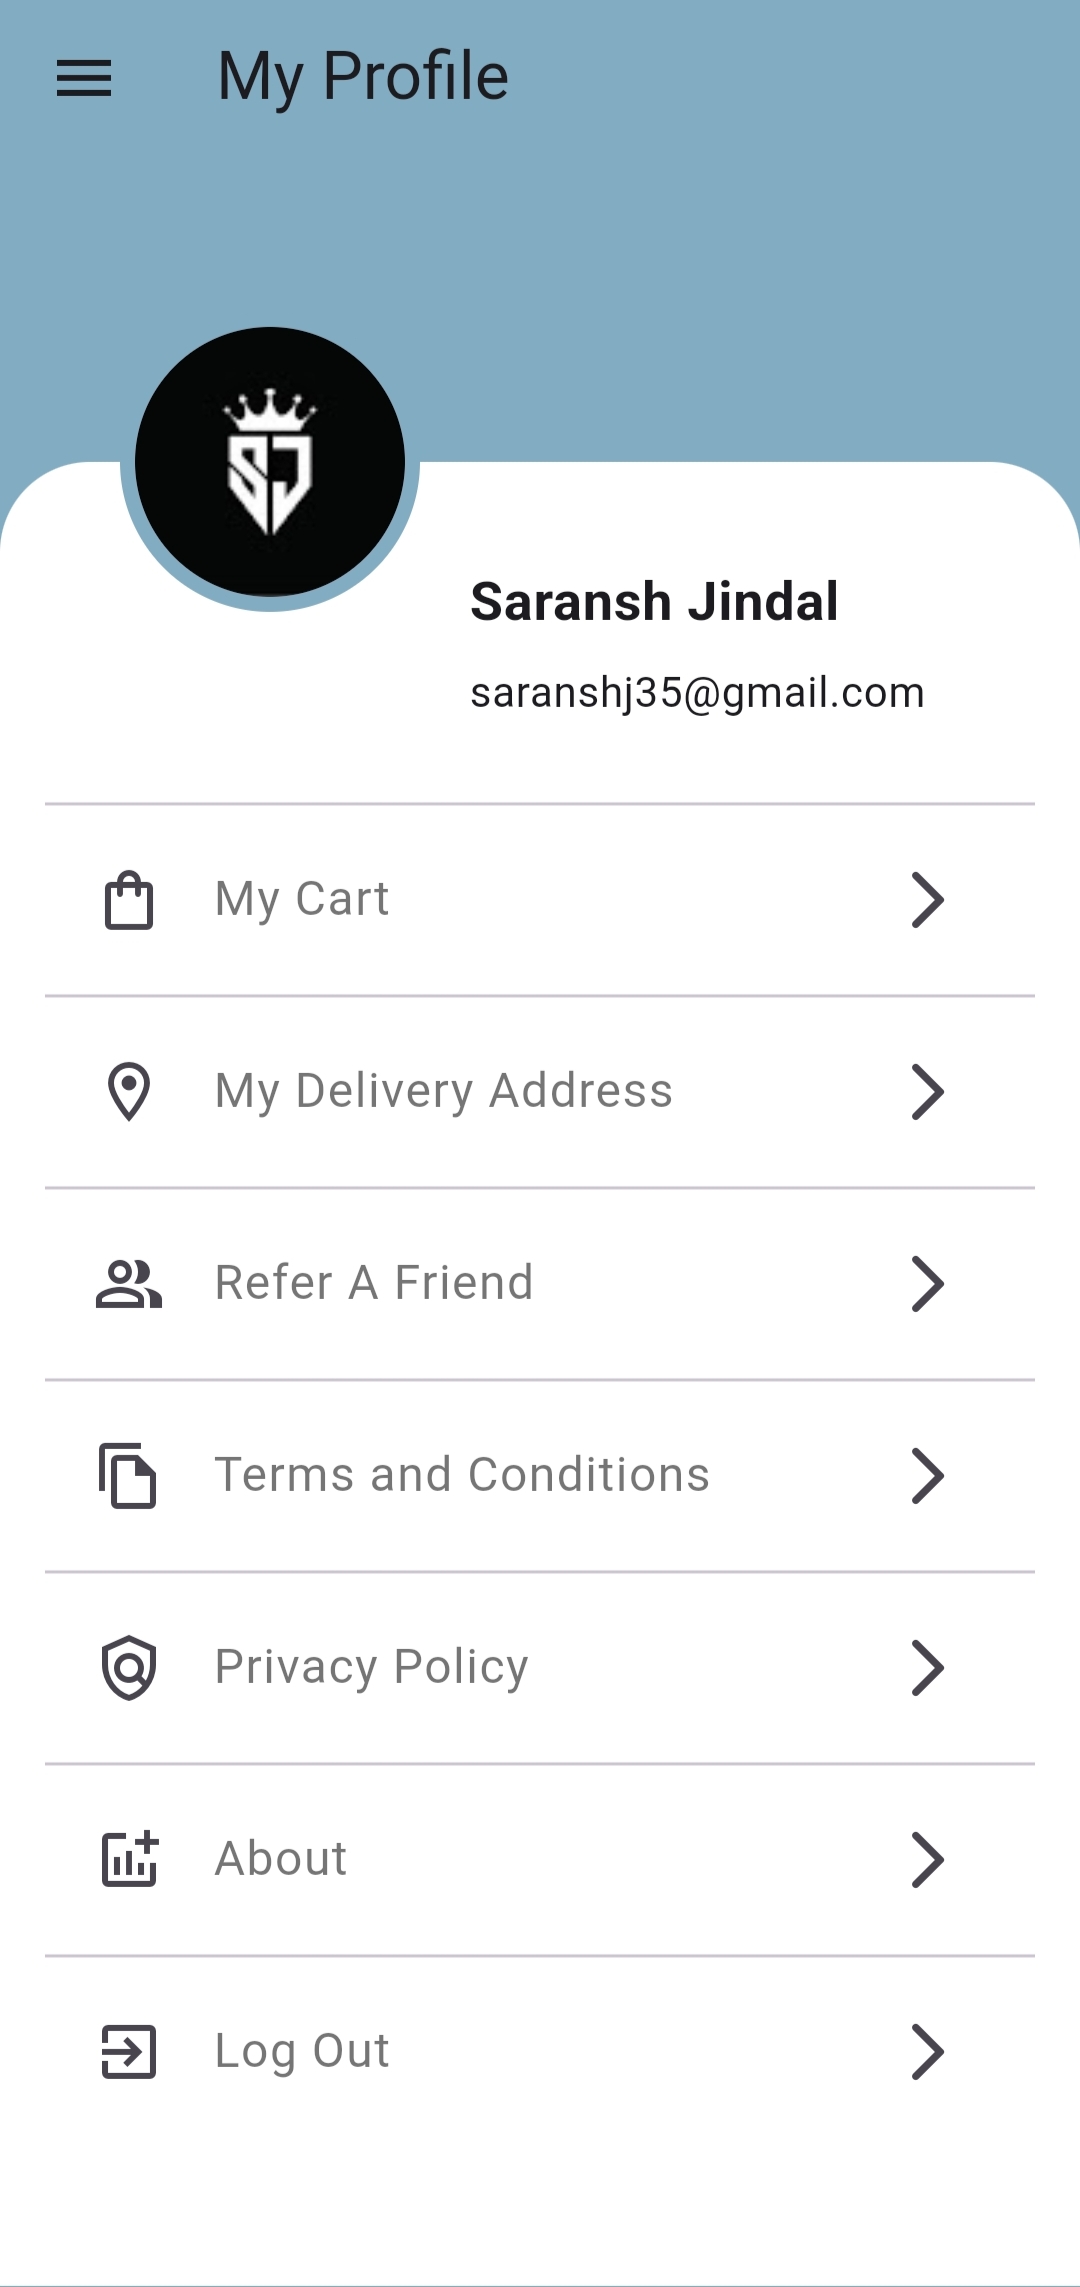 My Profile
SJ
Saransh Jindal
saranshj35@gmail.com
My Cart
My Delivery Address
Refer A Friend
Terms and Conditions
Privacy Policy
About
Log Out